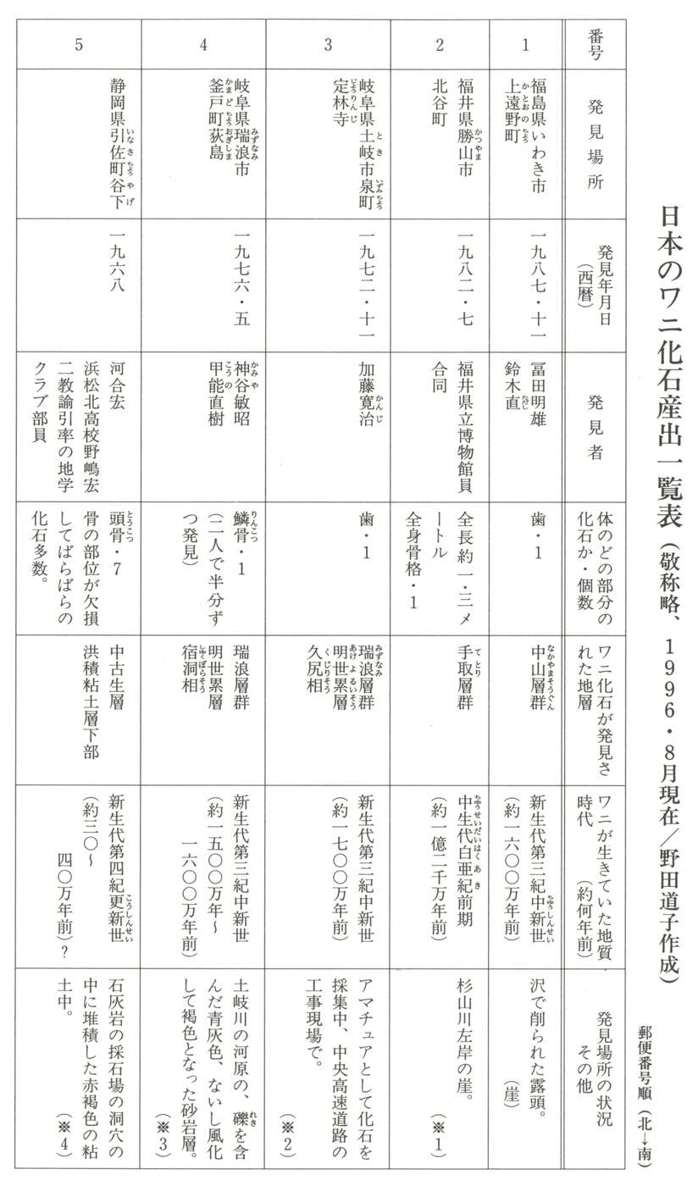 日本のワニ化石産出一覧表（敬称略、1996・8月現在／野田道子作成）
郵便番号順（北→南）
番号
発見場所
発見年月日
（西暦）
発見者
体のどの部分の
化石か・個数
ワニ化石が発見さ
れた地層
ワニが生きていた地質
時代　（約何年前）
発見場所の状況
その他
1
福島県いわき市
上遠野町
一九八七・十一
冨田明雄
鈴木直
歯・1
中山層群
新生代第三紀中新世
（約一六〇〇万年前）
沢で削られた露頭。
（崖）
2
福井県勝山市
北谷町
一九八二・七
福井県立博物館員
合同
全長約一・三メ
ートル
全身骨格・1
手取層群
中生代白亜紀前期
（約一億二千万年前）
杉山川左岸の崖。
（※1）
3
岐阜県土岐市泉町
定林寺
一九七二・十一
加藤寛治
歯・1
瑞浪層群
明世累層
久尻相
新生代第三紀中新世
（約一七〇〇万年前）
アマチュアとして化石を
採集中、中央高速道路の
工事現場で。
（※2）
4
岐阜県瑞浪市
釜戸町荻島
一九七六・五
神谷敏昭
甲能直樹
鱗骨・1
（二人で半分ず
つ発見）
瑞浪層群
明世累層
宿洞相
新生代第三紀中新世
（約一五〇〇万年〜
一六〇〇万年前）
土岐川の河原の、礫を含
んだ青灰色、ないし風化
して褐色となった砂岩層。
（※3）
5
静岡県引佐町谷下
一九六八
河合宏
浜松北高校野嶋宏
二教諭引率の地学
クラブ部員
頭骨・7
骨の部位が欠損
してばらばらの
化石多数。
中古生層
洪積粘土層下部
新生代第四紀更新世
（約三〇〜
四〇万年前）？
石灰岩の採石場の洞穴の
中に堆積した赤褐色の粘
土中。
（※4）